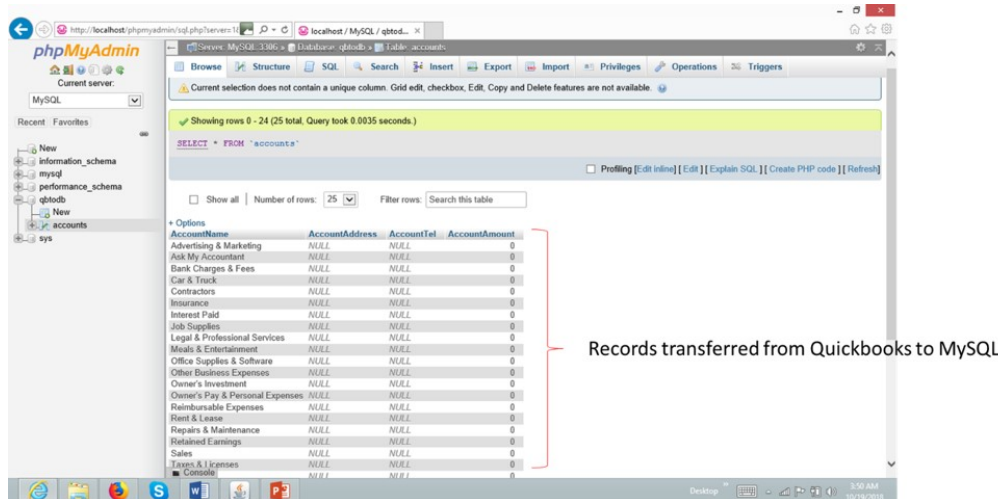 http://localhost/phpmyadmin/sql.php?server=1&
localhost / MySQL / qbtod...
phpMyAdmin
Server: MySQL:3306 » Database: qbtodb » Table: accounts
Browse Structure SQL Search Insert Export Import Privileges Operations Triggers
Current server:
MySQL
Recent Favorites
New
information_schema
mysql
performance_schema
qbtodb
New
accounts
sys
Current selection does not contain a unique column. Grid edit, checkbox, Edit, Copy and Delete features are not available.
Showing rows 0 - 24 (25 total, Query took 0.0035 seconds.)
SELECT * FROM `accounts`
Profiling [Edit inline] [ Edit ] [ Explain SQL ] [ Create PHP code ] [ Refresh]
Show all Number of rows: 25 Filter rows: Search this table
+ Options
AccountName AccountAddress AccountTel AccountAmount
Advertising & Marketing NULL NULL 0
Ask My Accountant NULL NULL 0
Bank Charges & Fees NULL NULL 0
Car & Truck NULL NULL 0
Contractors NULL NULL 0
Insurance NULL NULL 0
Interest Paid NULL NULL 0
Job Supplies NULL NULL 0
Legal & Professional Services NULL NULL 0
Meals & Entertainment NULL NULL 0
Office Supplies & Software NULL NULL 0
Other Business Expenses NULL NULL 0
Owner's Investment NULL NULL 0
Owner's Pay & Personal Expenses NULL NULL 0
Reimbursable Expenses NULL NULL 0
Rent & Lease NULL NULL 0
Repairs & Maintenance NULL NULL 0
Retained Earnings NULL NULL 0
Sales NULL NULL 0
Taxes & Licenses NULL NULL 0
Console NULL NULL 0
Records transferred from Quickbooks to MySQL
Desktop
3:50 AM
10/19/2018